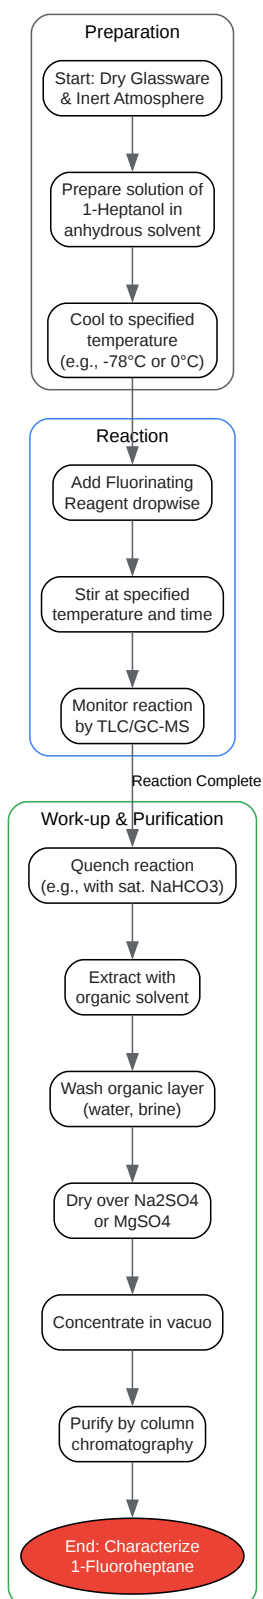 Preparation
Start: Dry Glassware
& Inert Atmosphere
Prepare solution of
1-Heptanol in
anhydrous solvent
Cool to specified
temperature
(e.g., -78°C or 0°C)
Reaction
Add Fluorinating
Reagent dropwise
Stir at specified
temperature and time
Monitor reaction
by TLC/GC-MS
Reaction Complete
Work-up & Purification
Quench reaction
(e.g., with sat. NaHCO3)
Extract with
organic solvent
Wash organic layer
(water, brine)
Dry over Na2SO4
or MgSO4
Concentrate in vacuo
Purify by column
chromatography
End: Characterize
1-Fluoroheptane